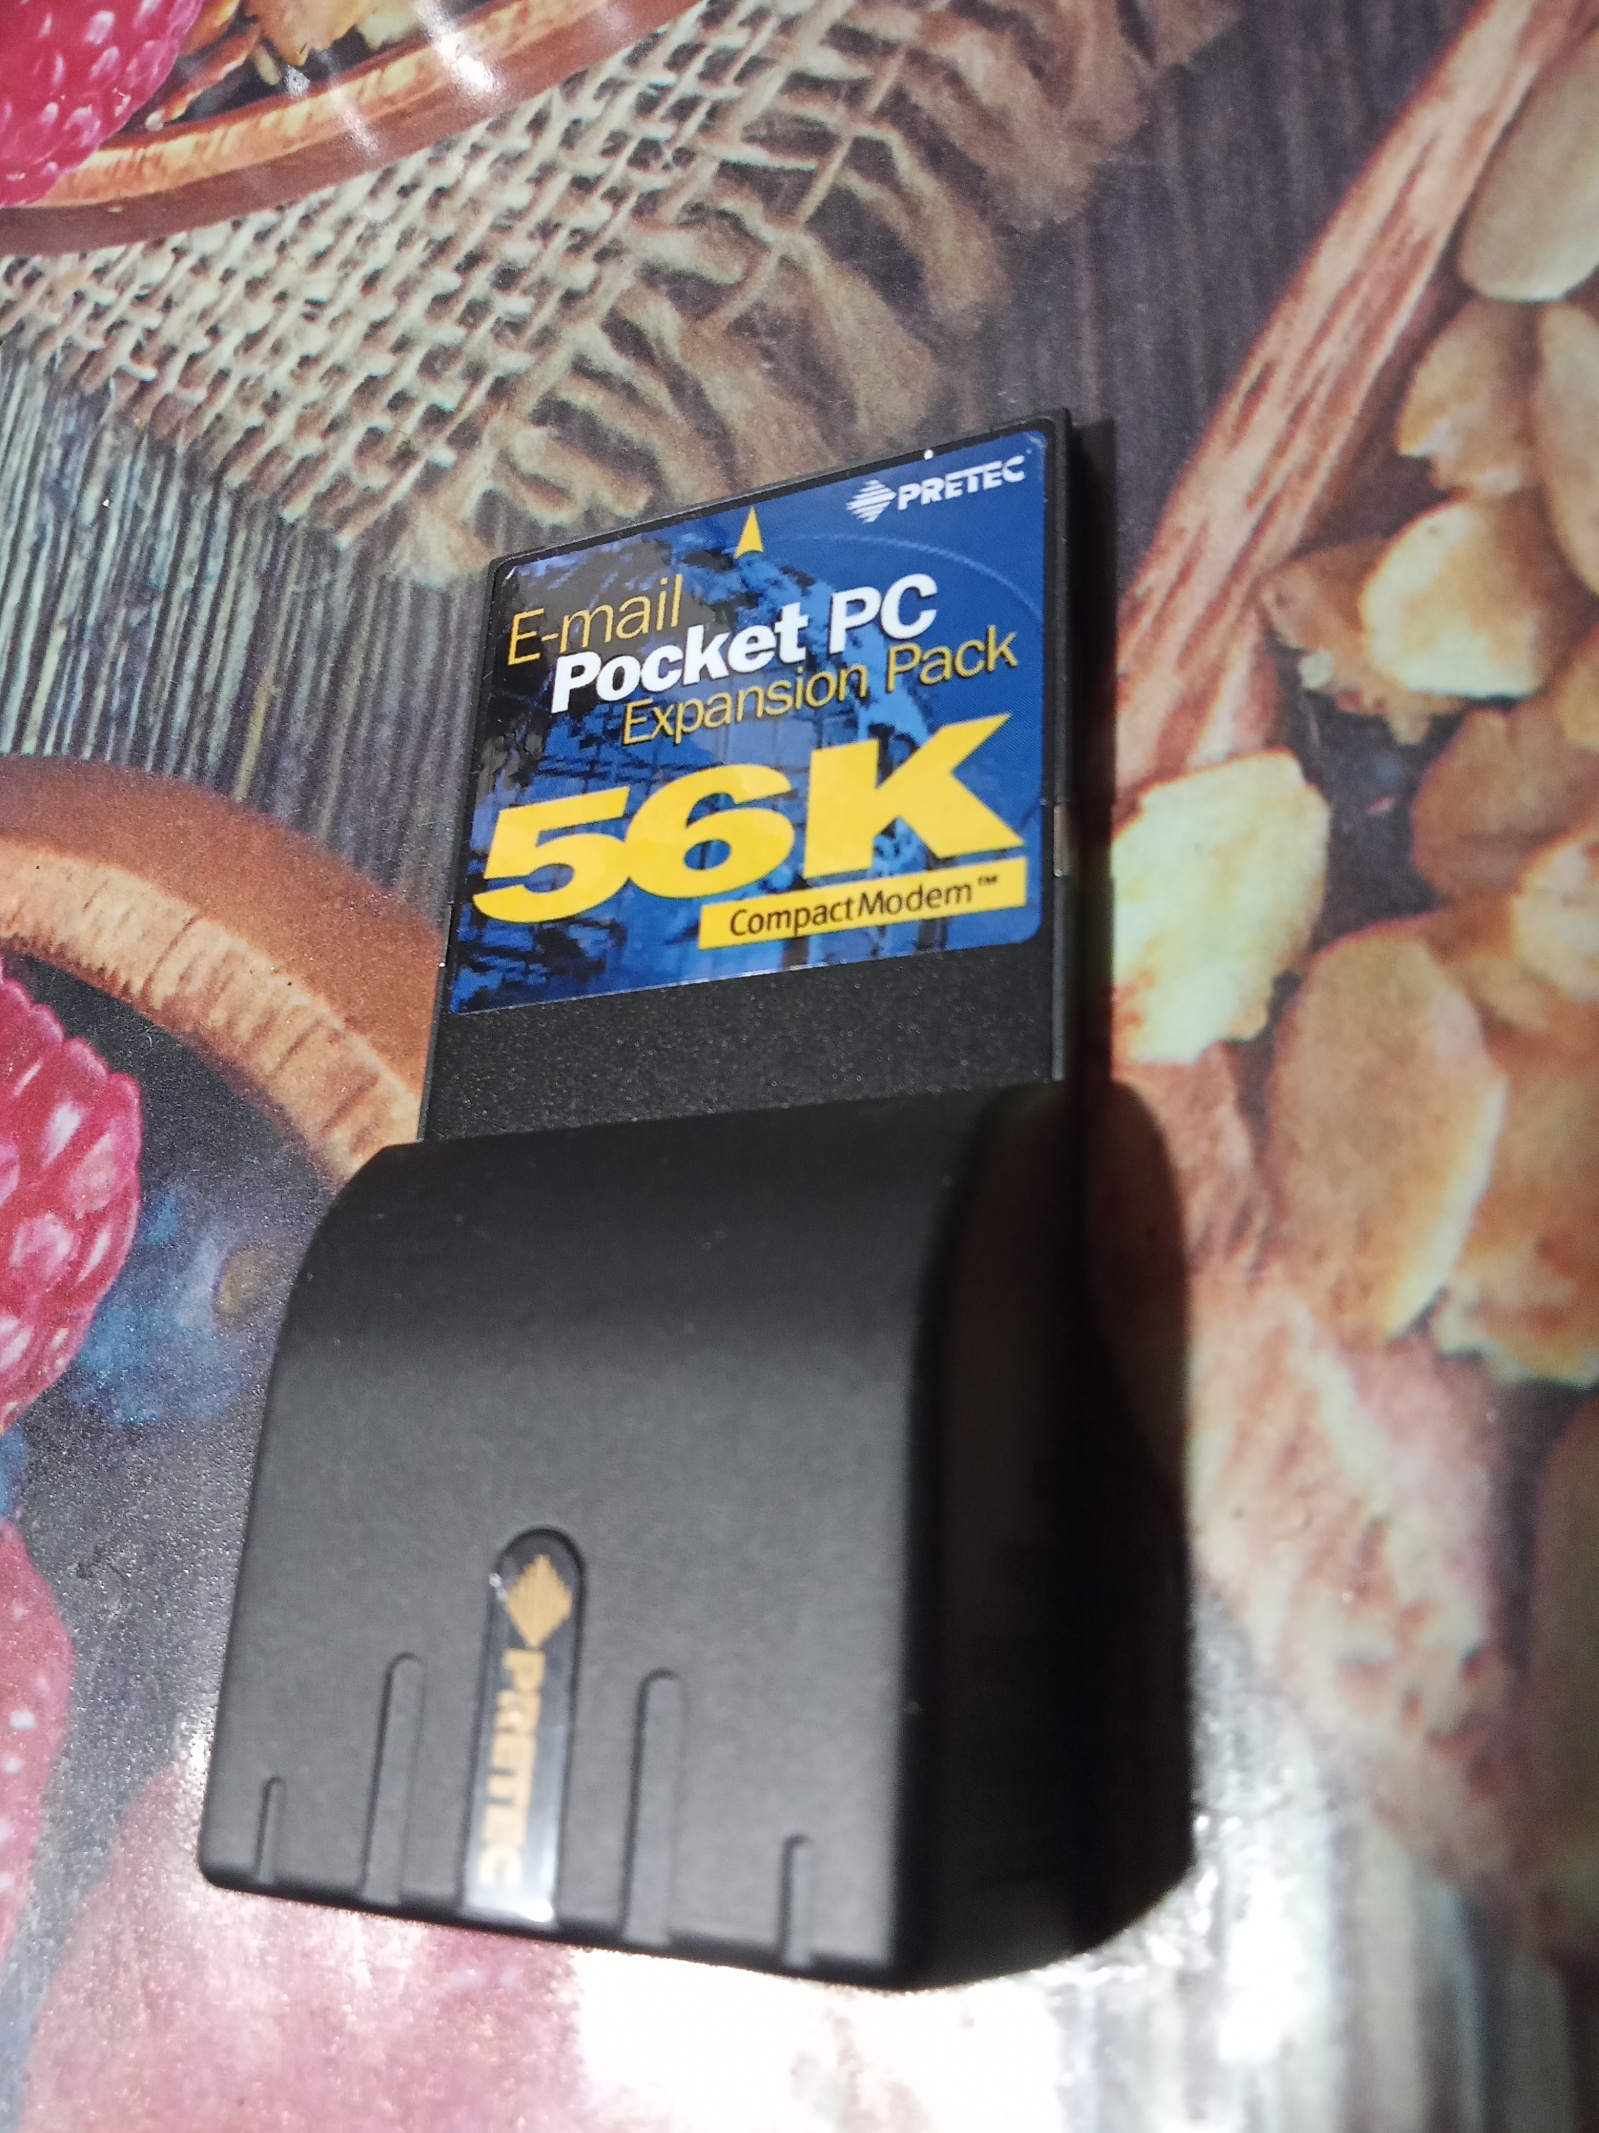 PRETEC
E-mail
Pocket PC
Expansion Pack
56K
CompactModem™
PRETEC